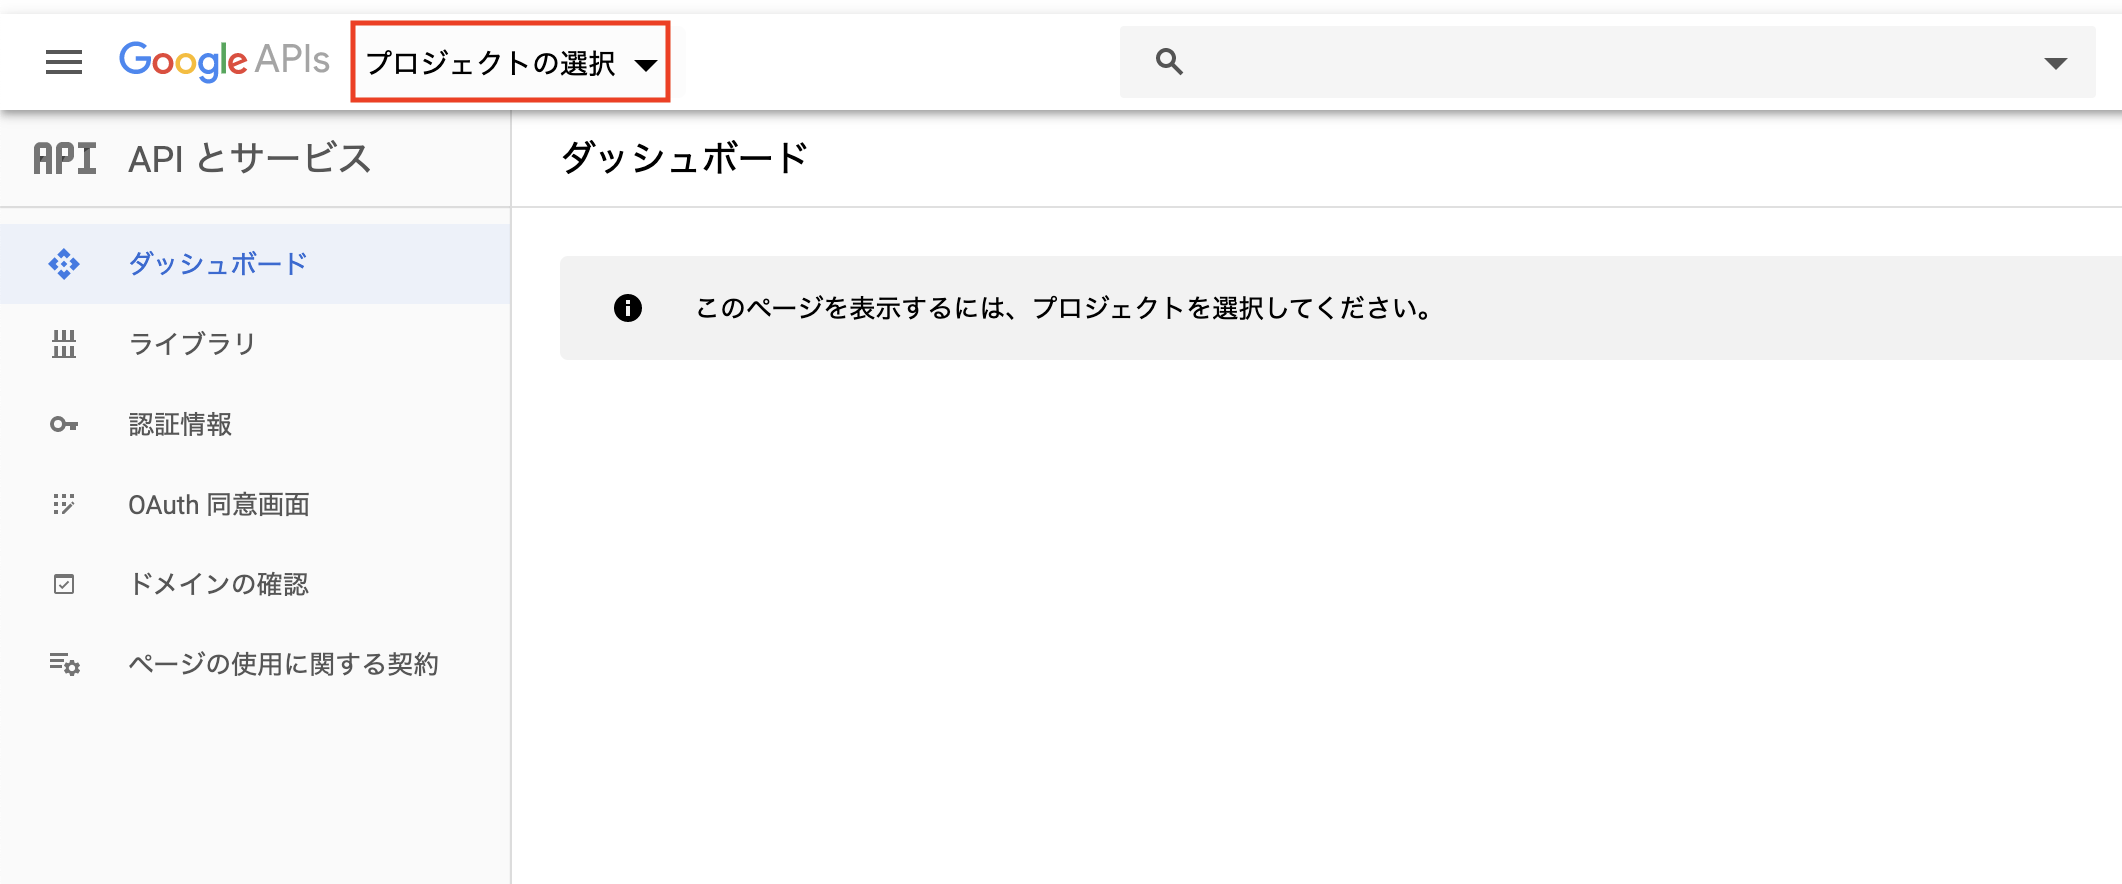 Google APIs プロジェクトの選択
API API とサービス
ダッシュボード
ダッシュボード
ライブラリ
認証情報
OAuth 同意画面
ドメインの確認
ページの使用に関する契約
このページを表示するには、プロジェクトを選択してください。